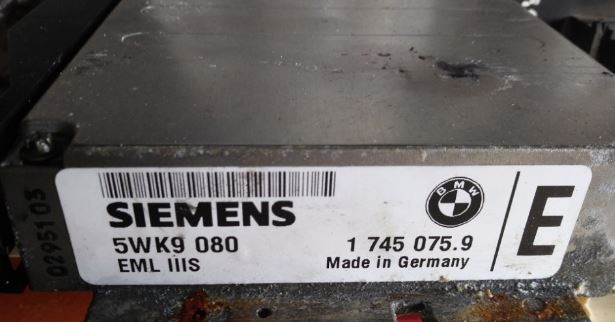 SIEMENS
5WK9 080
EML IIIS
BMW
1 745 075.9
Made in Germany
E
0295103